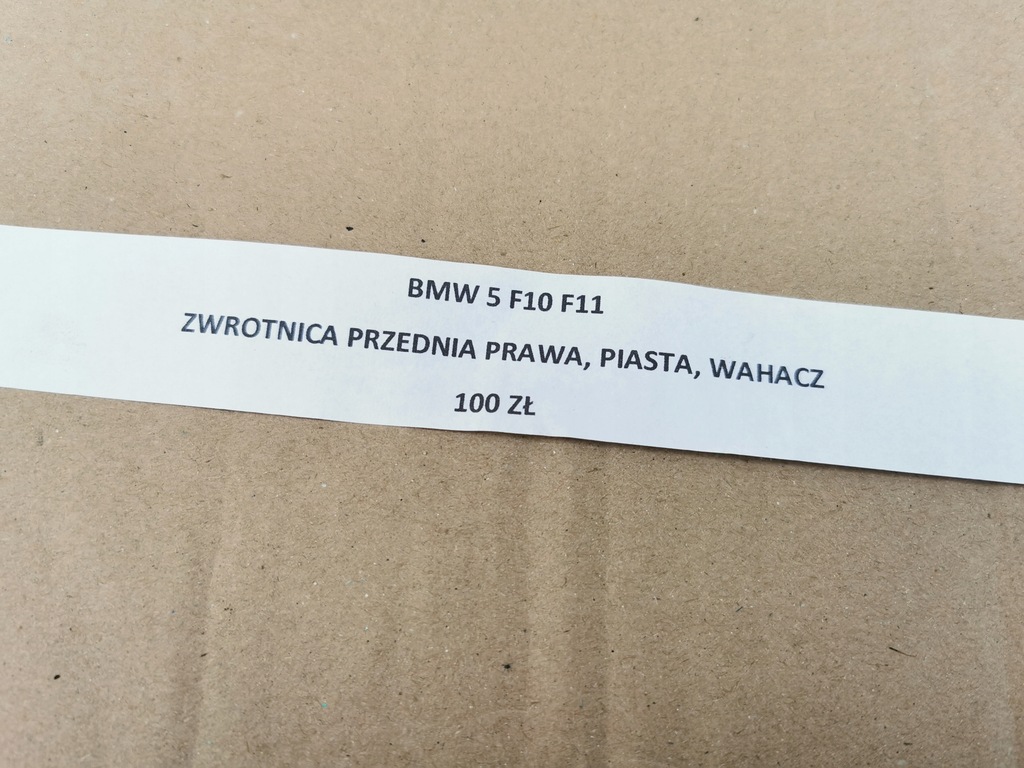 BMW 5 F10 F11
ZWROTNICA PRZEDNIA PRAWA, PIASTA, WAHACZ
100 ZŁ